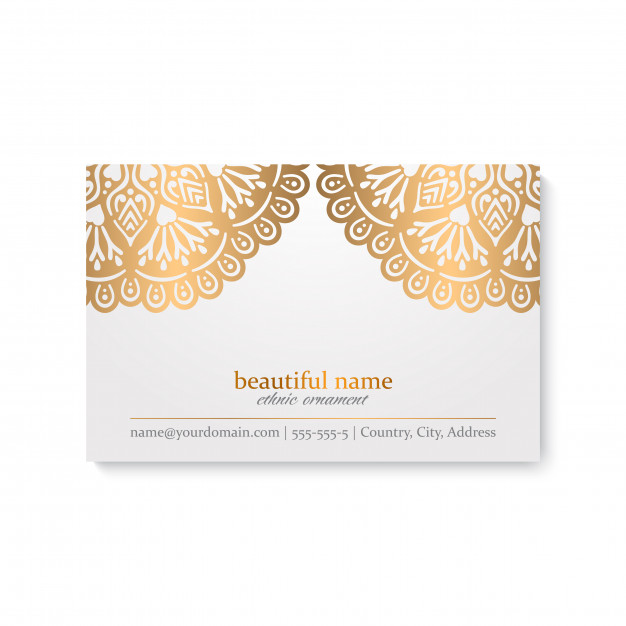 beautiful name
ethnic ornament
name@yourdomain.com | 555-555-5 | Country, City, Address